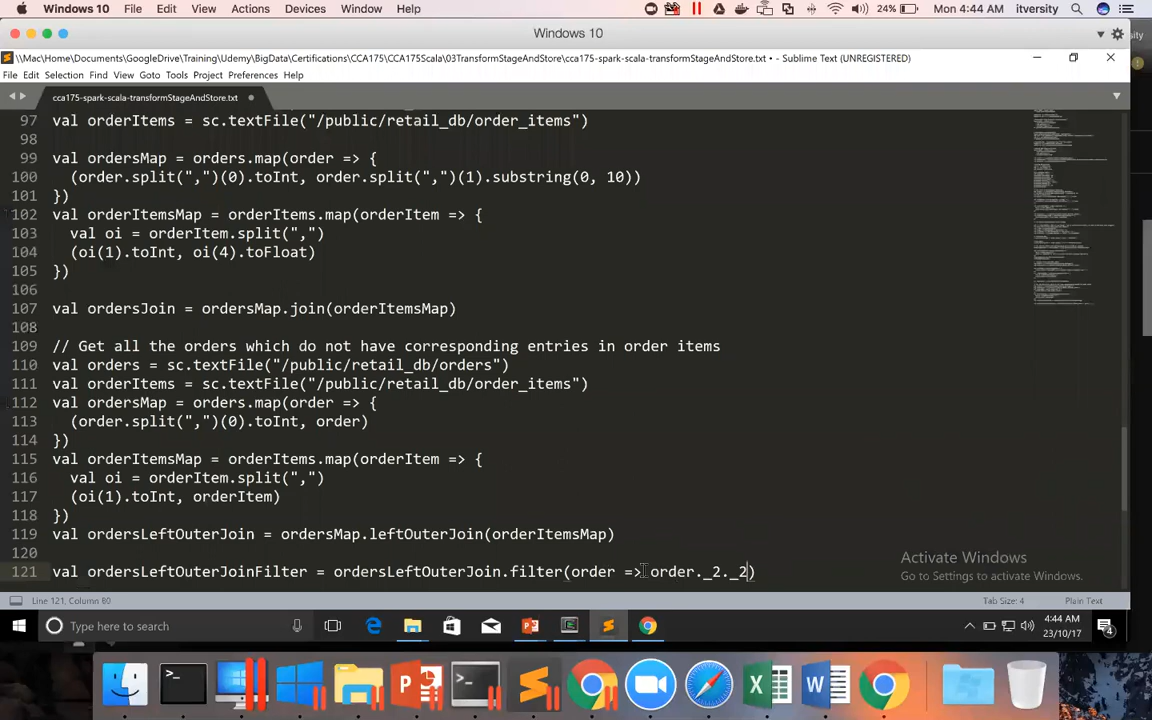 Windows 10 File Edit View Actions Devices Window Help 24% Mon 4:44 AM itversity
Windows 10
\\Mac\Home\Documents\GoogleDrive\Training\Udemy\BigData\Certifications\CCA175\CCA175Scala\03TransformStageAndStore\cca175-spark-scala-transformStageAndStore.txt • - Sublime Text (UNREGISTERED)
File Edit Selection Find View Goto Tools Project Preferences Help
cca175-spark-scala-transformStageAndStore.txt
97 val orderItems = sc.textFile("/public/retail_db/order_items")
98
99 val ordersMap = orders.map(order => {
100 (order.split(",")(0).toInt, order.split(",")(1).substring(0, 10))
101 })
102 val orderItemsMap = orderItems.map(orderItem => {
103 val oi = orderItem.split(",")
104 (oi(1).toInt, oi(4).toFloat)
105 })
106
107 val ordersJoin = ordersMap.join(orderItemsMap)
108
109 // Get all the orders which do not have corresponding entries in order items
110 val orders = sc.textFile("/public/retail_db/orders")
111 val orderItems = sc.textFile("/public/retail_db/order_items")
112 val ordersMap = orders.map(order => {
113 (order.split(",")(0).toInt, order)
114 })
115 val orderItemsMap = orderItems.map(orderItem => {
116 val oi = orderItem.split(",")
117 (oi(1).toInt, orderItem)
118 })
119 val ordersLeftOuterJoin = ordersMap.leftOuterJoin(orderItemsMap)
120
121 val ordersLeftOuterJoinFilter = ordersLeftOuterJoin.filter(order => order._2._2)
Activate Windows
Go to Settings to activate Windows.
Line 121, Column 80 Tab Size: 4 Plain Text
Type here to search 4:44 AM
23/10/17 4